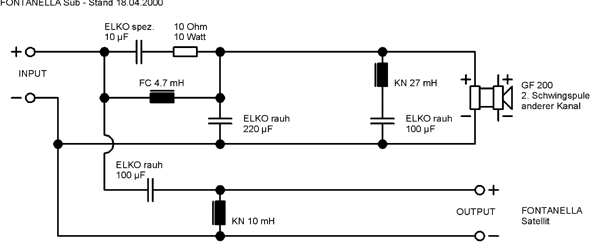 FONTANELLA Sub - Stand 18.04.2000
ELKO spez.
10 µF
10 Ohm
10 Watt
+
INPUT
−
FC 4.7 mH
KN 27 mH
ELKO rauh
220 µF
ELKO rauh
100 µF
+ +
− −
GF 200
2. Schwingspule
anderer Kanal
ELKO rauh
100 µF
KN 10 mH
+
OUTPUT
−
FONTANELLA
Satellit